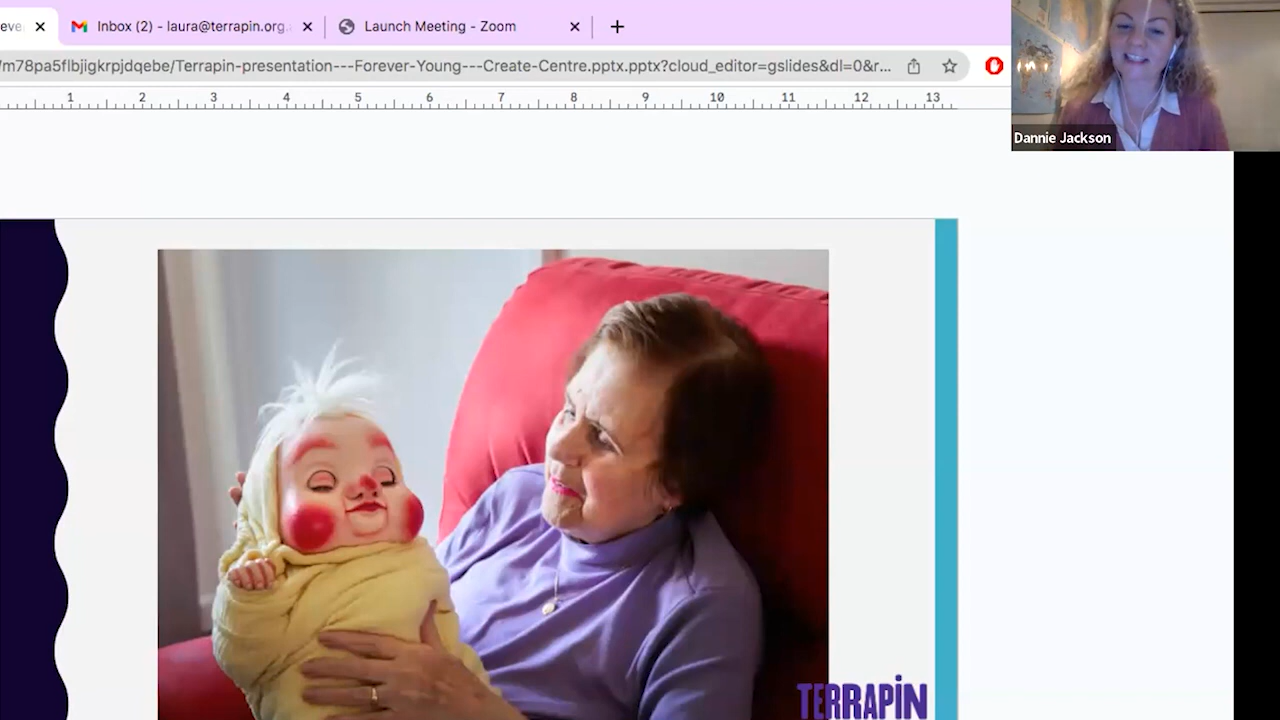 eve
Inbox (2) - laura@terrapin.org.
Launch Meeting - Zoom
/m78pa5flbjigkrpjdqebe/Terrapin-presentation---Forever-Young---Create-Centre.pptx.pptx?cloud_editor=gslides&dl=0&r...
1 2 3 4 5 6 7 8 9 10 11 12 13
Dannie Jackson
TERRAPIN